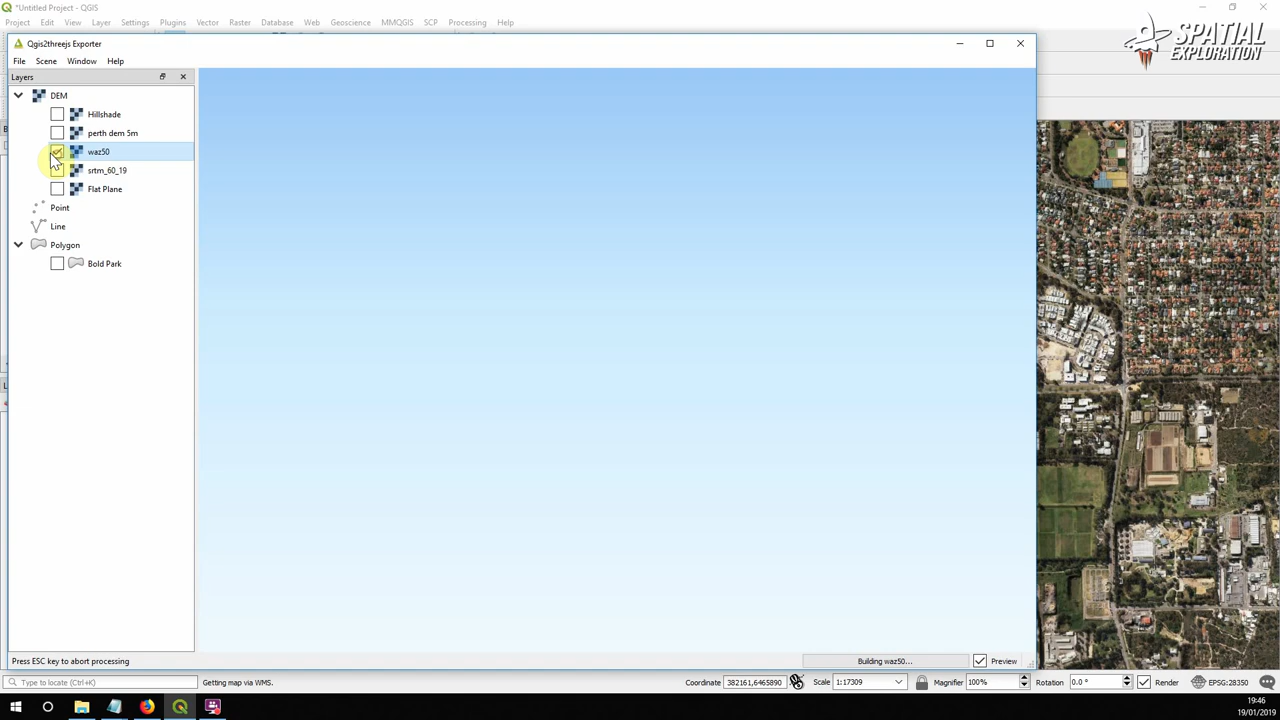 *Untitled Project - QGIS
Project Edit View Layer Settings Plugins Vector Raster Database Web Geoscience MMQGIS SCP Processing Help
SPATIAL
EXPLORATION
Qgis2threejs Exporter
File Scene Window Help
Layers
DEM
Hillshade
perth dem 5m
waz50
srtm_60_19
Flat Plane
Point
Line
Polygon
Bold Park
Press ESC key to abort processing
Building waz50...
Preview
Type to locate (Ctrl+K)
Getting map via WMS.
Coordinate 382161,6465890
Scale 1:17309
Magnifier 100%
Rotation 0.0 °
Render
EPSG:28350
19:46
19/01/2019